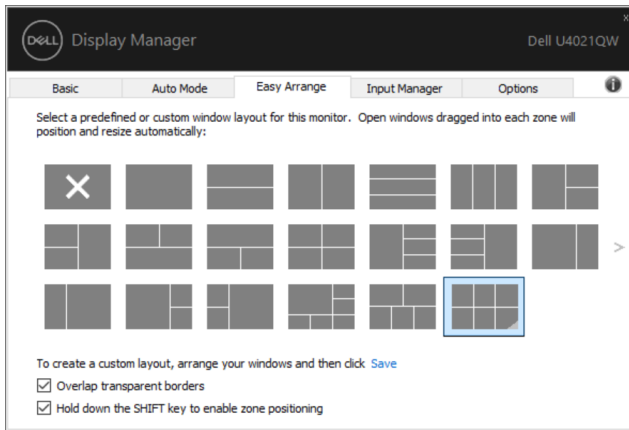 DELL Display Manager
Dell U4021QW
Basic Auto Mode Easy Arrange Input Manager Options
Select a predefined or custom window layout for this monitor. Open windows dragged into each zone will
position and resize automatically:
To create a custom layout, arrange your windows and then click Save
Overlap transparent borders
Hold down the SHIFT key to enable zone positioning